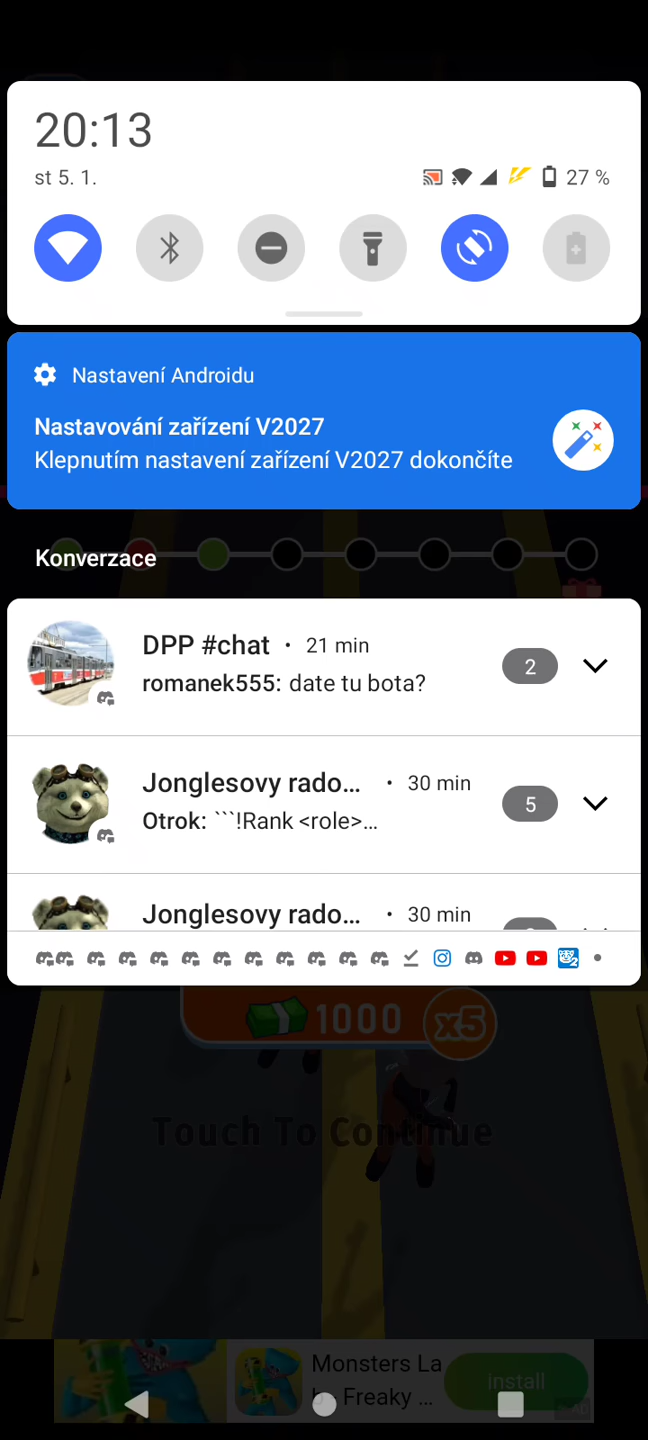 20:13
st 5. 1.
27 %
Nastavení Androidu
Nastavování zařízení V2027
Klepnutím nastavení zařízení V2027 dokončíte
Konverzace
DPP #chat • 21 min
romanek555: date tu bota?
2
Jonglesovy rado… • 30 min
Otrok: ```!Rank <role>…
5
Jonglesovy rado… • 30 min
1000
x5
Touch To Continue
Monsters La
Freaky ...
install
Ad